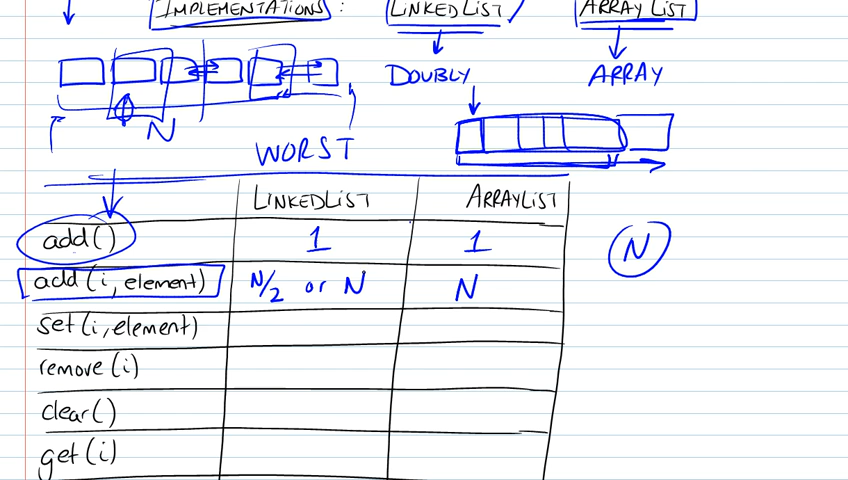 IMPLEMENTATIONS : LINKEDLIST / ARRAYLIST
DOUBLY ARRAY
N
WORST
LINKEDLIST ARRAYLIST
add() 1 1 N
add (i, element) N/2 or N N
set (i, element)
remove (i)
clear ()
get (i)